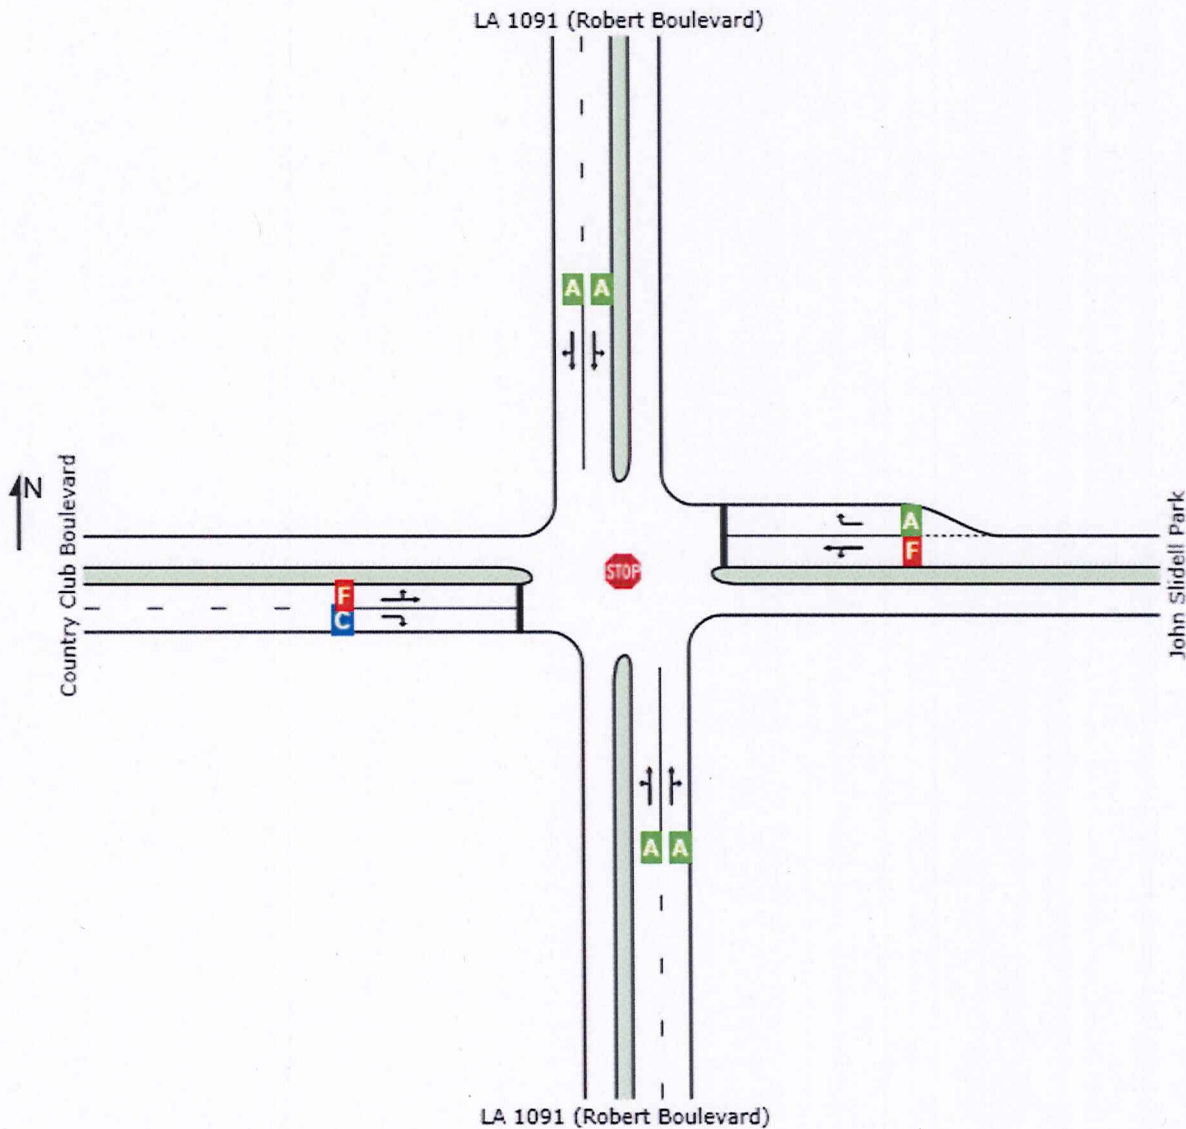 LA 1091 (Robert Boulevard)
A A
N
Country Club Boulevard
A
F
STOP
F
C
John Slidell Park
A A
LA 1091 (Robert Boulevard)